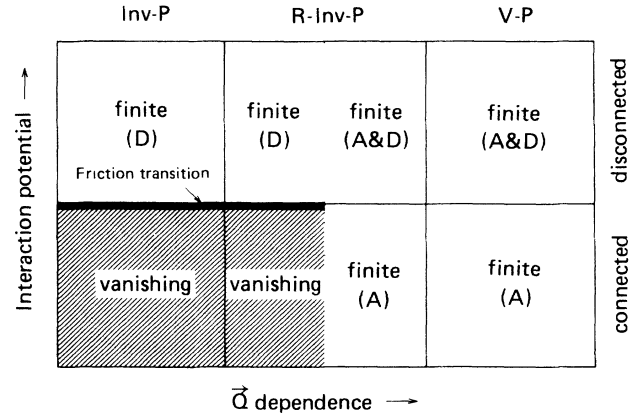 Inv-P R-Inv-P V-P
Interaction potential →
disconnected
finite finite finite finite
(D) (D) (A&D) (A&D)
Friction transition
connected
vanishing vanishing finite finite
(A) (A)
Q⃗ dependence →